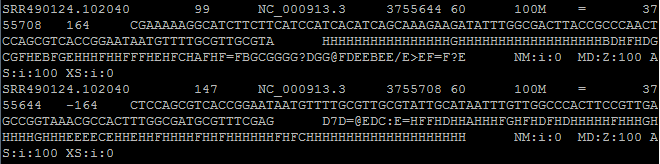 SRR490124.102040 99 NC_000913.3 3755644 60 100M = 37
55708 164 CGAAAAAGGCATCTTCTTCATCCATCACATCAGCAAAGAAGATATTTGGCGACTTACCGCCCAACT
CCAGCGTCACCGGAATAATGTTTTGCGTTGCGTA HHHHHHHHHHHHHHHHHHGHHHHHHHHHHHHHHHHHHHBDHFHDG
CGFHEBFGEHHHFHHFFFHEHFCHAFHF=FBGCGGGG?DGG@FDEEBEE/E>EF=F?E NM:i:0 MD:Z:100 A
S:i:100 XS:i:0
SRR490124.102040 147 NC_000913.3 3755708 60 100M = 37
55644 -164 CTCCAGCGTCACCGGAATAATGTTTTGCGTTGCGTATTGCATAATTTGTTGGCCCACTTCCGTTGA
GCCGGTAAACGCCACTTTGGCGATGCGTTTCGAG D7D=@EDC:E=HFFHDHHAHHHFGHFHDFHDHHHHHFHHHGH
HHHHGHHHEEEECEHHEHHFHHHHFHHFHHHHHFHFCHHHHHHHHHHHHHHHHHHH NM:i:0 MD:Z:100 A
S:i:100 XS:i:0